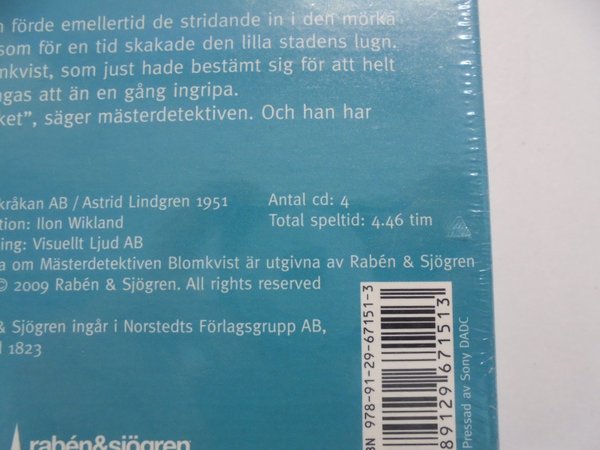 förde emellertid de stridande in i den mörka
som för en tid skakade den lilla stadens lugn.
mkvist, som just hade bestämt sig för att helt
gas att än en gång ingripa.
ket”, säger mästerdetektiven. Och han har
kråkan AB / Astrid Lindgren 1951
Antal cd: 4
tion: Ilon Wikland
Total speltid: 4.46 tim
ing: Visuellt Ljud AB
a om Mästerdetektiven Blomkvist är utgivna av Rabén & Sjögren
© 2009 Rabén & Sjögren. All rights reserved
& Sjögren ingår i Norstedts Förlagsgrupp AB,
1823
BN 978-91-29-67151-3
89129 671513
Pressad av Sony DADC
rabén&sjögren